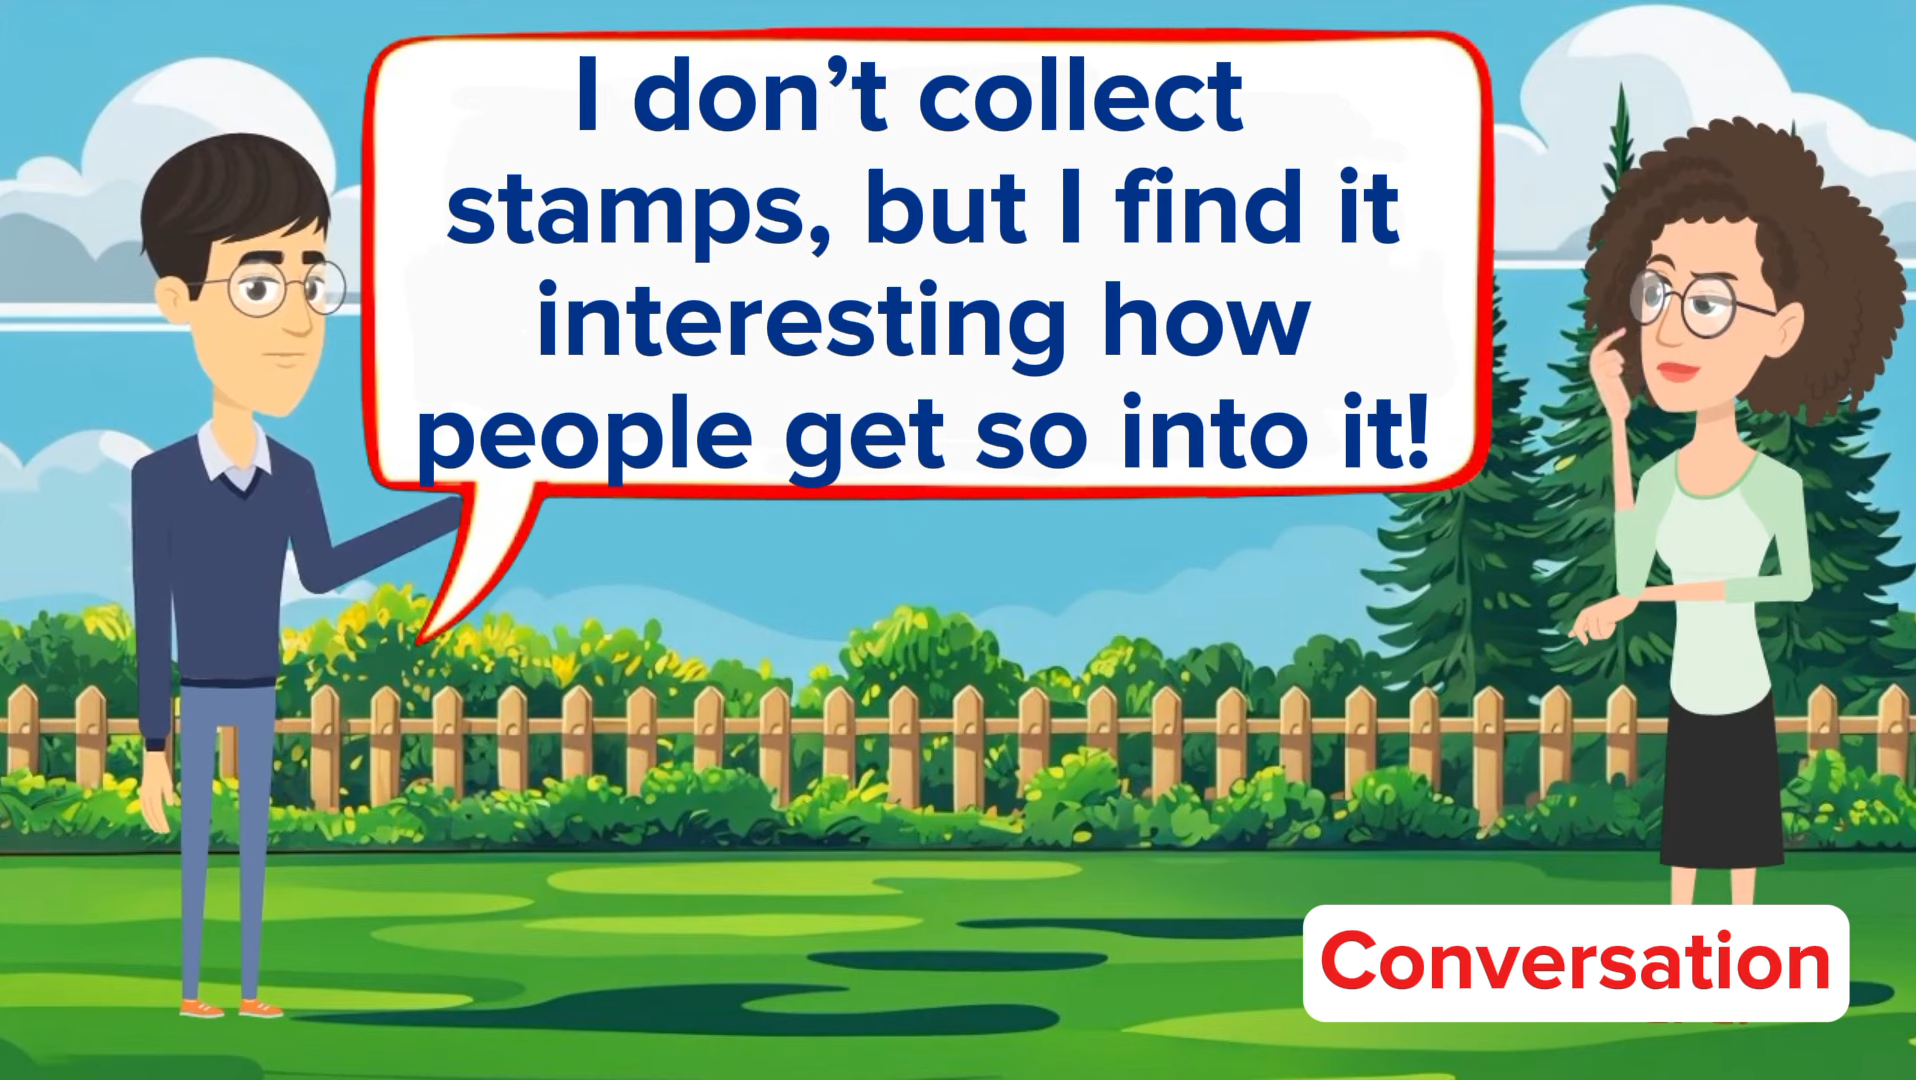 I don’t collect
stamps, but I find it
interesting how
people get so into it!
Conversation